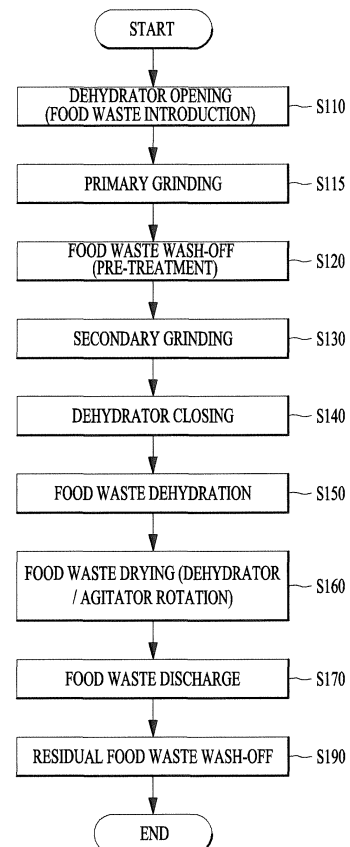 START
DEHYDRATOR OPENING
(FOOD WASTE INTRODUCTION)
S110
PRIMARY GRINDING
S115
FOOD WASTE WASH-OFF
(PRE-TREATMENT)
S120
SECONDARY GRINDING
S130
DEHYDRATOR CLOSING
S140
FOOD WASTE DEHYDRATION
S150
FOOD WASTE DRYING (DEHYDRATOR
/ AGITATOR ROTATION)
S160
FOOD WASTE DISCHARGE
S170
RESIDUAL FOOD WASTE WASH-OFF
S190
END